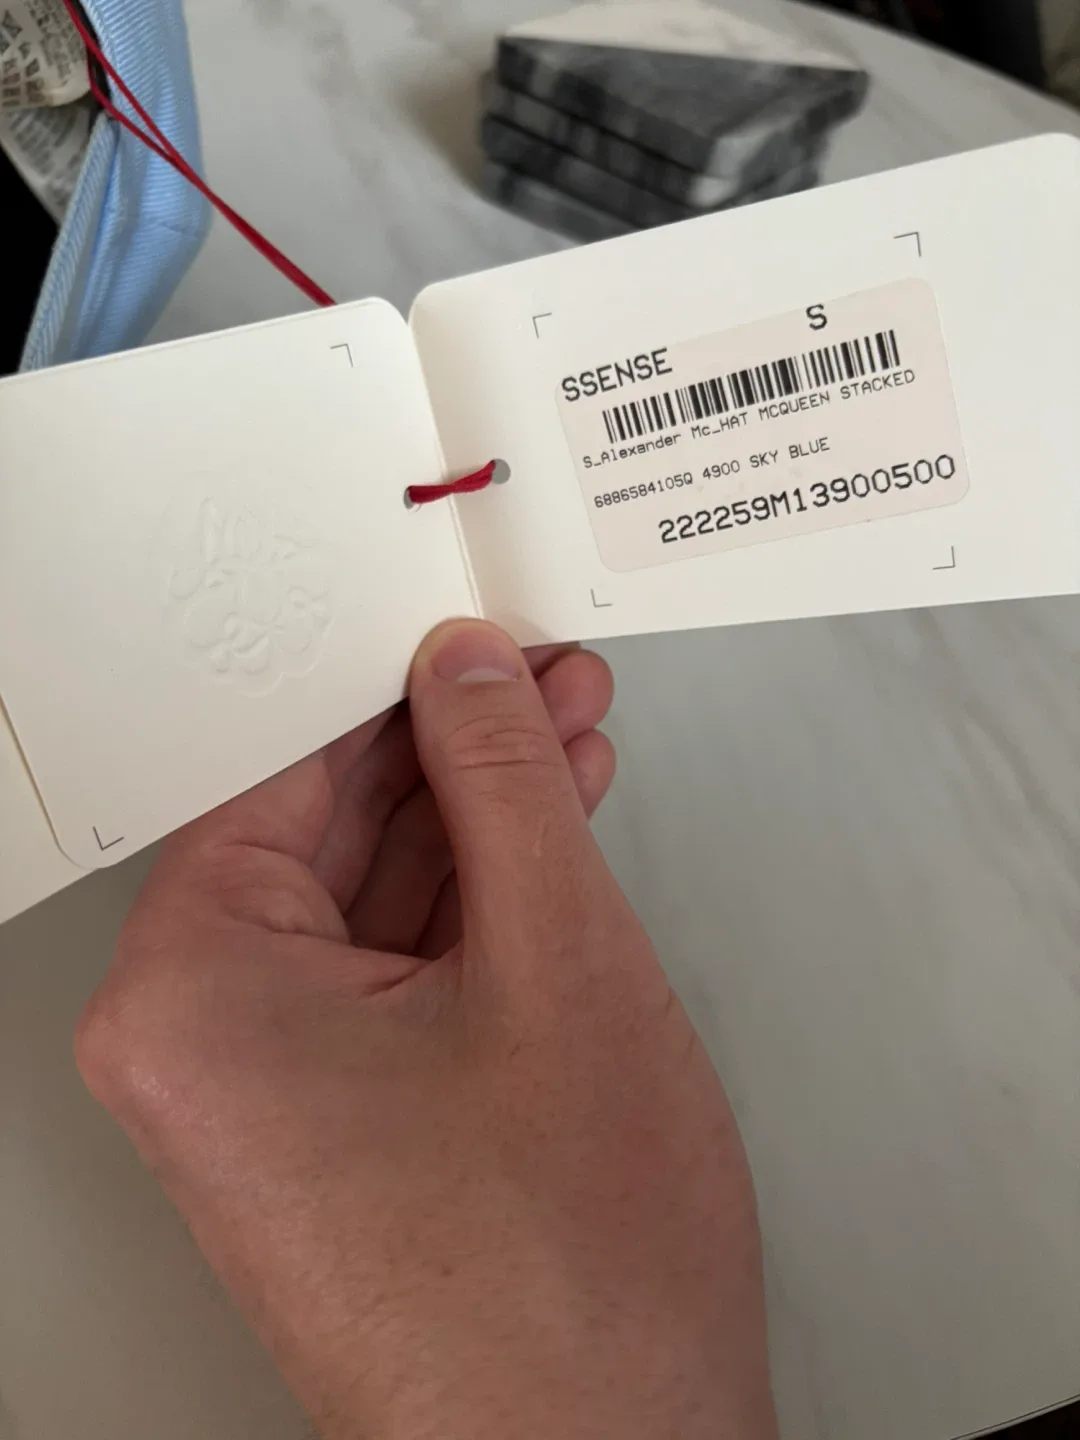 SSENSE
S
S_Alexander Mc_HAT MCQUEEN STACKED
6886584105Q 4900 SKY BLUE
222259M13900500